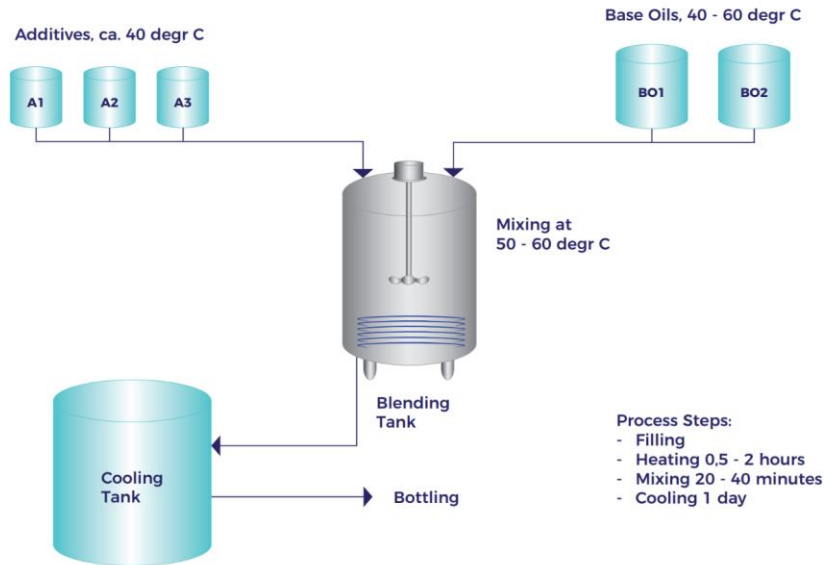 Additives, ca. 40 degr C
Base Oils, 40 - 60 degr C
A1
A2
A3
BO1
BO2
Mixing at
50 - 60 degr C
Blending
Tank
Cooling
Tank
Bottling
Process Steps:
- Filling
- Heating 0,5 - 2 hours
- Mixing 20 - 40 minutes
- Cooling 1 day